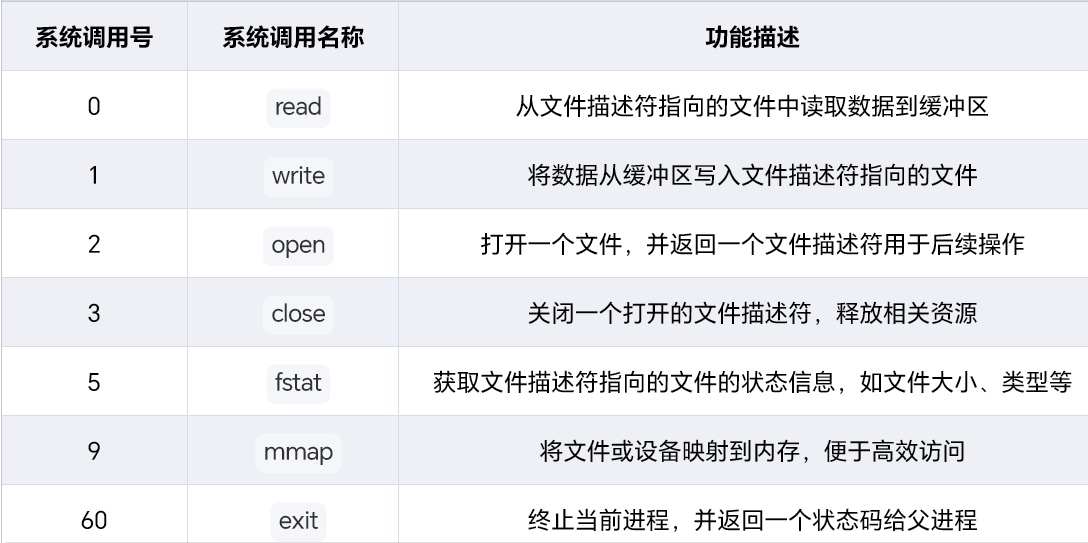 系统调用号 系统调用名称 功能描述
0 read 从文件描述符指向的文件中读取数据到缓冲区
1 write 将数据从缓冲区写入文件描述符指向的文件
2 open 打开一个文件，并返回一个文件描述符用于后续操作
3 close 关闭一个打开的文件描述符，释放相关资源
5 fstat 获取文件描述符指向的文件的状态信息，如文件大小、类型等
9 mmap 将文件或设备映射到内存，便于高效访问
60 exit 终止当前进程，并返回一个状态码给父进程